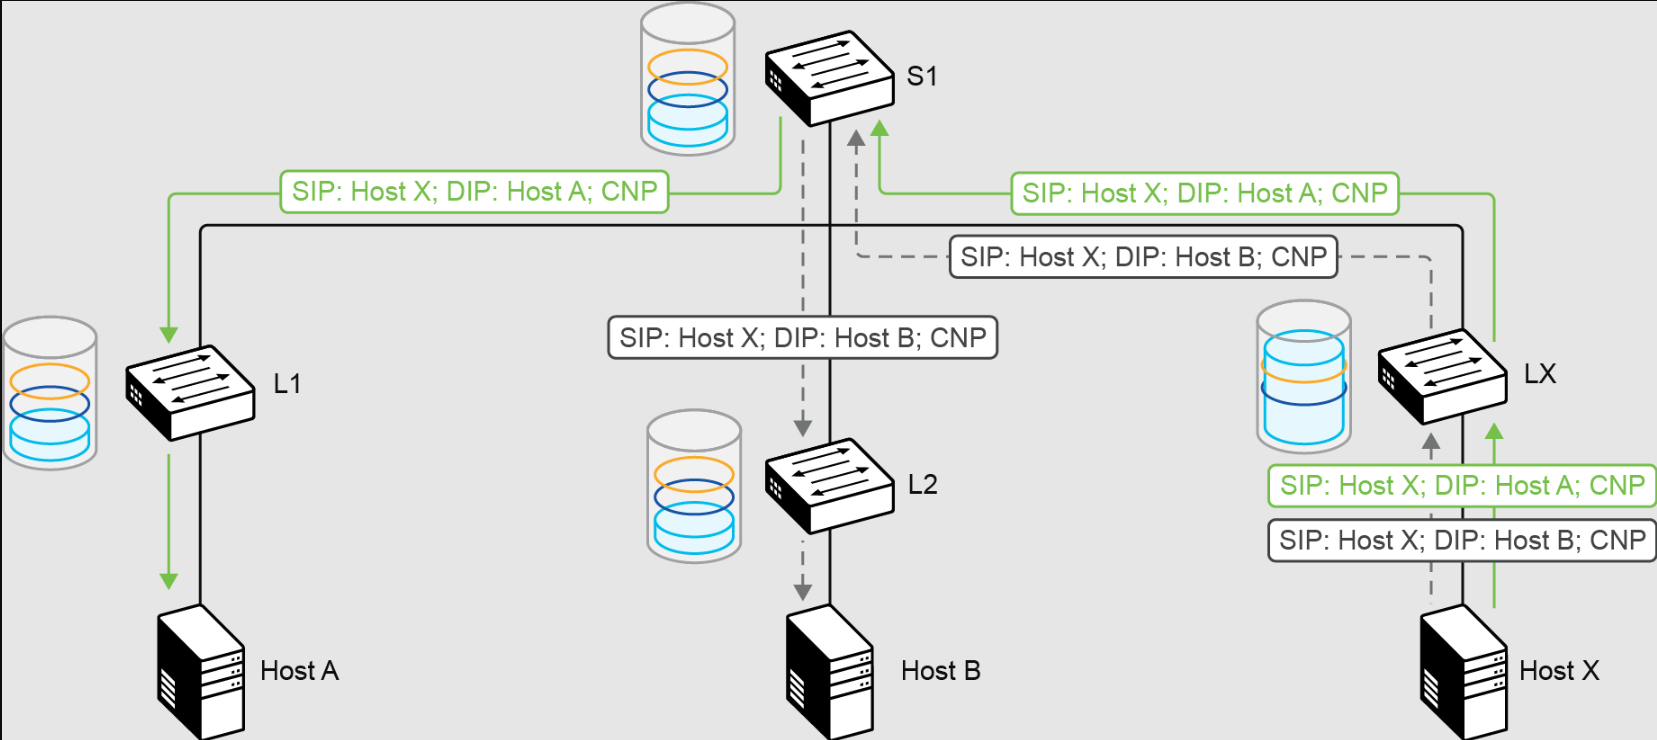 S1
SIP: Host X; DIP: Host A; CNP
SIP: Host X; DIP: Host A; CNP
SIP: Host X; DIP: Host B; CNP
SIP: Host X; DIP: Host B; CNP
L1
LX
L2
SIP: Host X; DIP: Host A; CNP
SIP: Host X; DIP: Host B; CNP
Host A
Host B
Host X